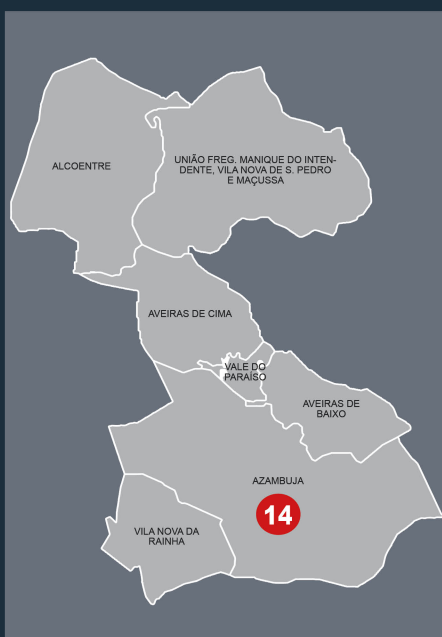 ALCOENTRE
UNIÃO FREG. MANIQUE DO INTEN-
DENTE, VILA NOVA DE S. PEDRO
E MAÇUSSA
AVEIRAS DE CIMA
VALE DO
PARAÍSO
AVEIRAS DE
BAIXO
AZAMBUJA
14
VILA NOVA DA
RAINHA